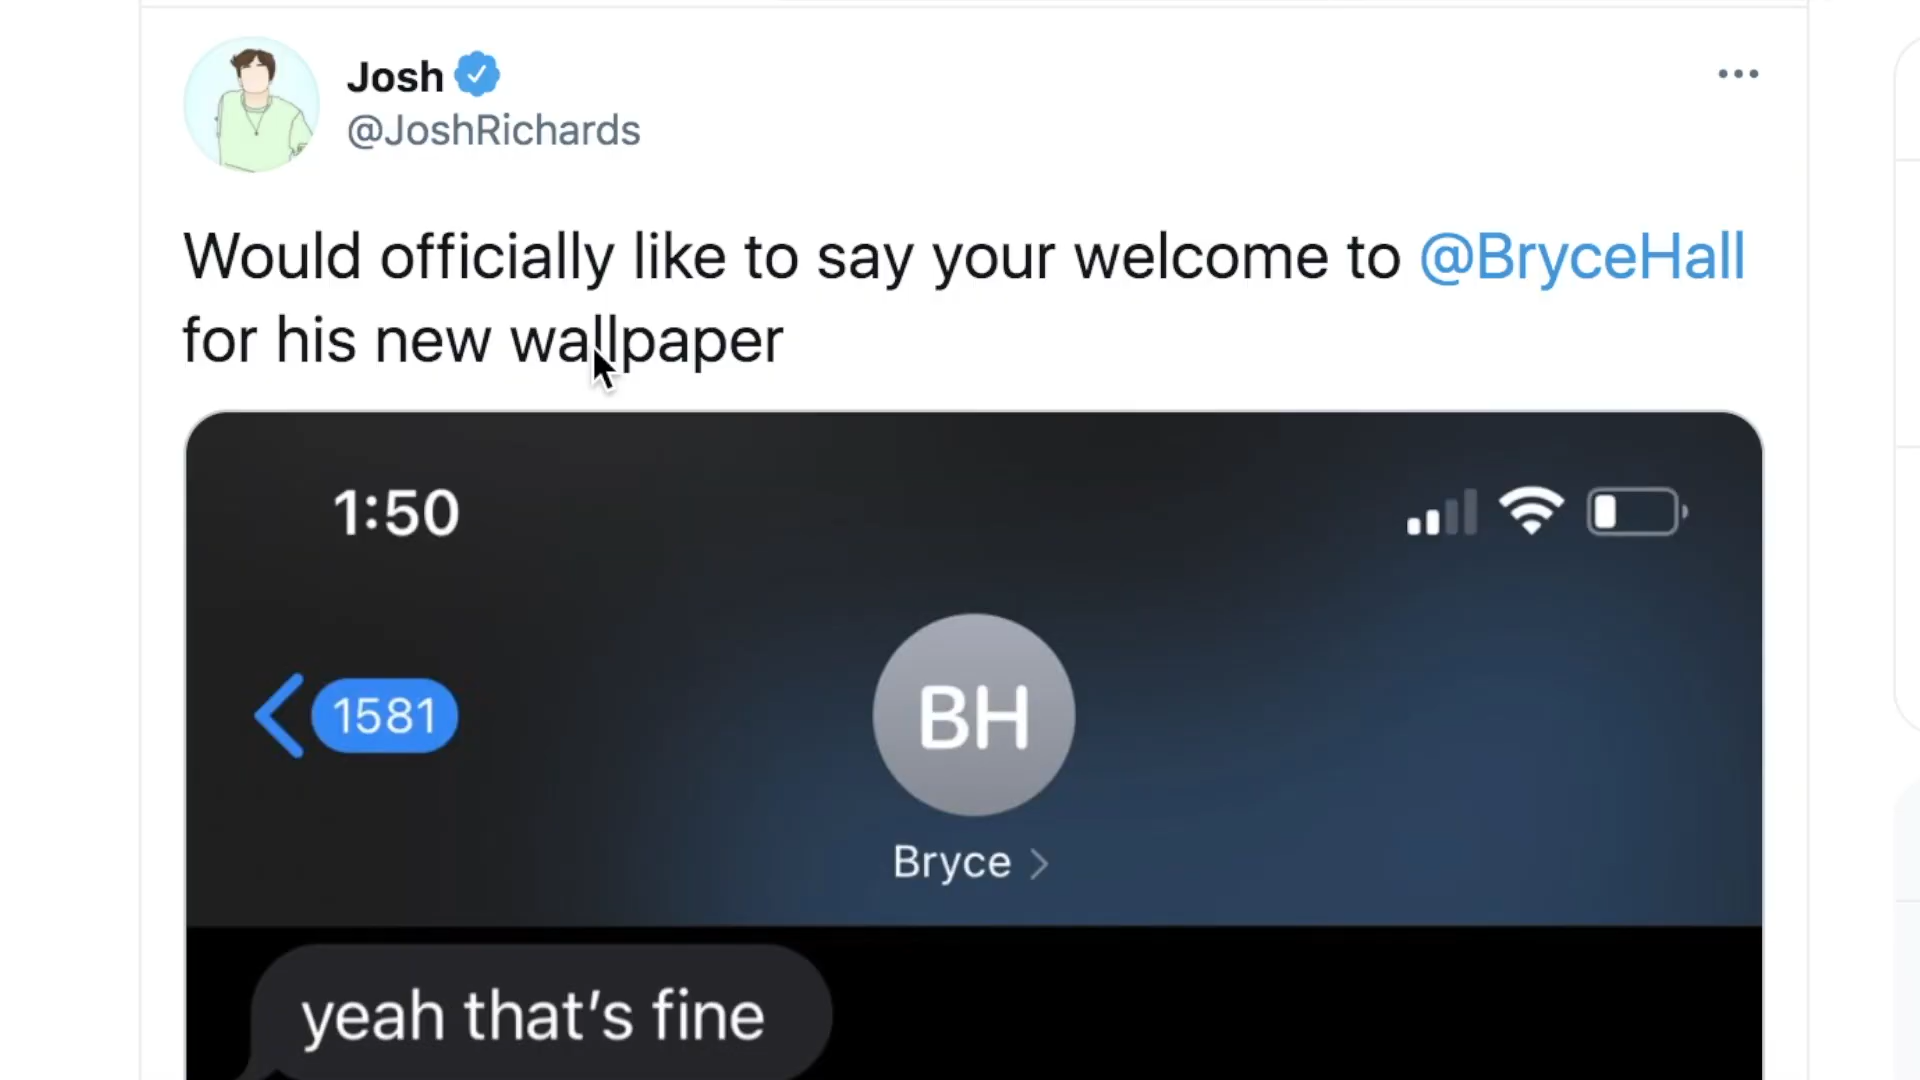 Josh
@JoshRichards
Would officially like to say your welcome to @BryceHall
for his new wallpaper
1:50
1581
BH
Bryce
yeah that's fine